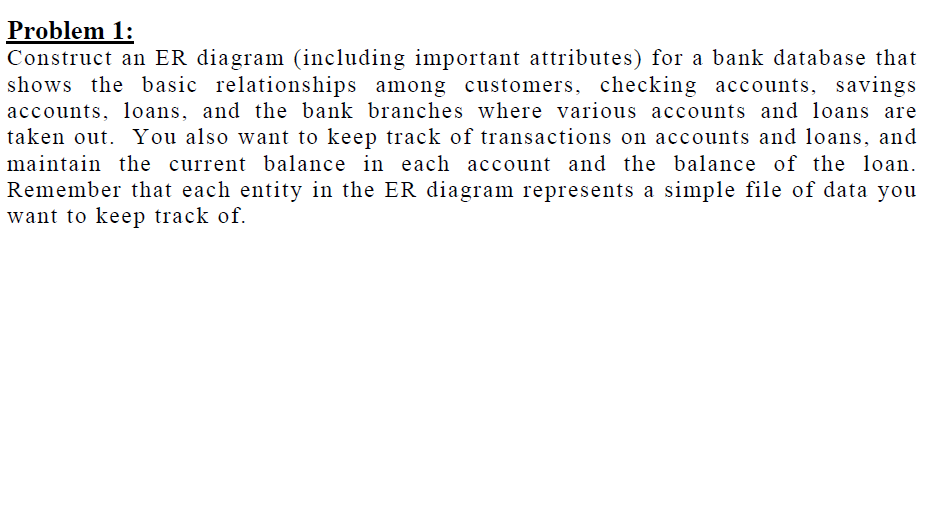 Problem 1:
Construct an ER diagram (including important attributes) for a bank database that
shows the basic relationships among customers, checking accounts, savings
accounts, loans, and the bank branches where various accounts and loans are
taken out. You also want to keep track of transactions on accounts and loans, and
maintain the current balance in each account and the balance of the loan.
Remember that each entity in the ER diagram represents a simple file of data you
want to keep track of.